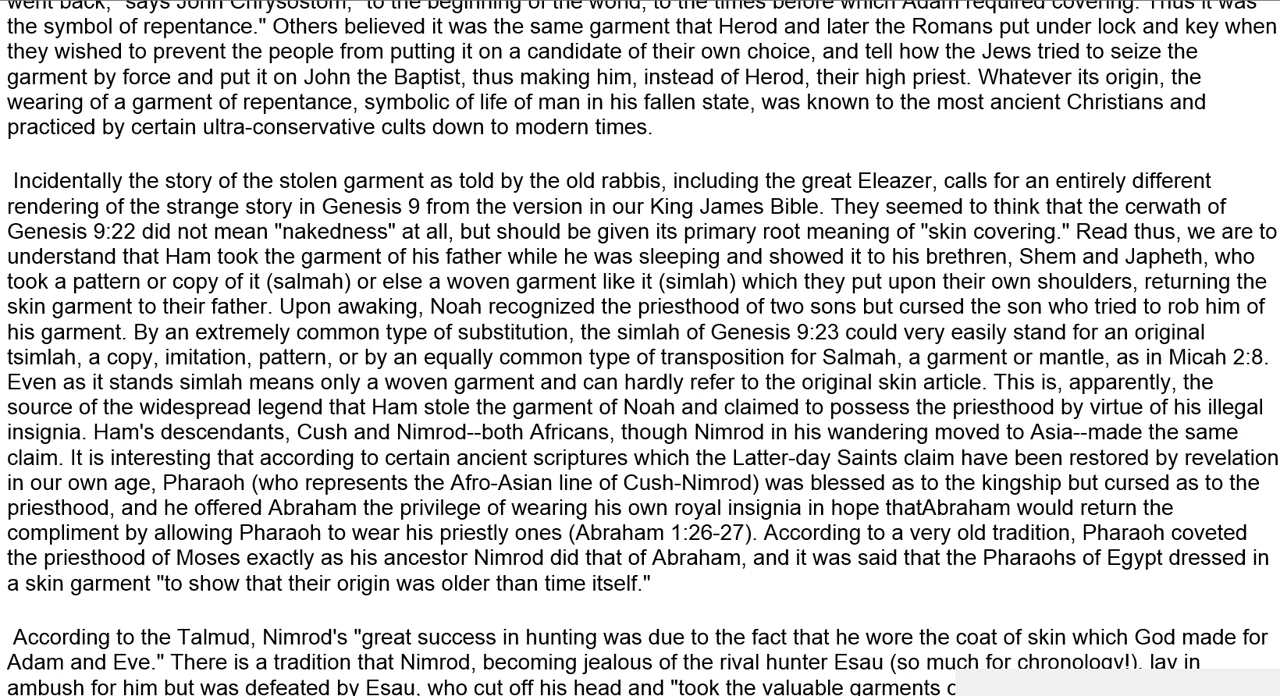 went back," says John Chrysostom, "to the beginning of the world, to the times before which Adam required covering. Thus it was
the symbol of repentance." Others believed it was the same garment that Herod and later the Romans put under lock and key when
they wished to prevent the people from putting it on a candidate of their own choice, and tell how the Jews tried to seize the
garment by force and put it on John the Baptist, thus making him, instead of Herod, their high priest. Whatever its origin, the
wearing of a garment of repentance, symbolic of life of man in his fallen state, was known to the most ancient Christians and
practiced by certain ultra-conservative cults down to modern times.
Incidentally the story of the stolen garment as told by the old rabbis, including the great Eleazer, calls for an entirely different
rendering of the strange story in Genesis 9 from the version in our King James Bible. They seemed to think that the cerwath of
Genesis 9:22 did not mean "nakedness" at all, but should be given its primary root meaning of "skin covering." Read thus, we are to
understand that Ham took the garment of his father while he was sleeping and showed it to his brethren, Shem and Japheth, who
took a pattern or copy of it (salmah) or else a woven garment like it (simlah) which they put upon their own shoulders, returning the
skin garment to their father. Upon awaking, Noah recognized the priesthood of two sons but cursed the son who tried to rob him of
his garment. By an extremely common type of substitution, the simlah of Genesis 9:23 could very easily stand for an original
tsimlah, a copy, imitation, pattern, or by an equally common type of transposition for Salmah, a garment or mantle, as in Micah 2:8.
Even as it stands simlah means only a woven garment and can hardly refer to the original skin article. This is, apparently, the
source of the widespread legend that Ham stole the garment of Noah and claimed to possess the priesthood by virtue of his illegal
insignia. Ham's descendants, Cush and Nimrod--both Africans, though Nimrod in his wandering moved to Asia--made the same
claim. It is interesting that according to certain ancient scriptures which the Latter-day Saints claim have been restored by revelation
in our own age, Pharaoh (who represents the Afro-Asian line of Cush-Nimrod) was blessed as to the kingship but cursed as to the
priesthood, and he offered Abraham the privilege of wearing his own royal insignia in hope thatAbraham would return the
compliment by allowing Pharaoh to wear his priestly ones (Abraham 1:26-27). According to a very old tradition, Pharaoh coveted
the priesthood of Moses exactly as his ancestor Nimrod did that of Abraham, and it was said that the Pharaohs of Egypt dressed in
a skin garment "to show that their origin was older than time itself."
According to the Talmud, Nimrod's "great success in hunting was due to the fact that he wore the coat of skin which God made for
Adam and Eve." There is a tradition that Nimrod, becoming jealous of the rival hunter Esau (so much for chronology!), lay in
ambush for him but was defeated by Esau, who cut off his head and "took the valuable garments